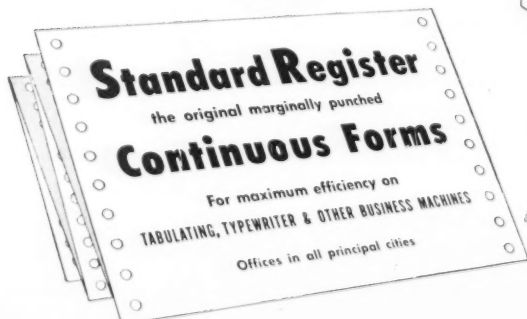 Standard Register
the original marginally punched
Continuous Forms
For maximum efficiency on
TABULATING, TYPEWRITER & OTHER BUSINESS MACHINES
Offices in all principal cities